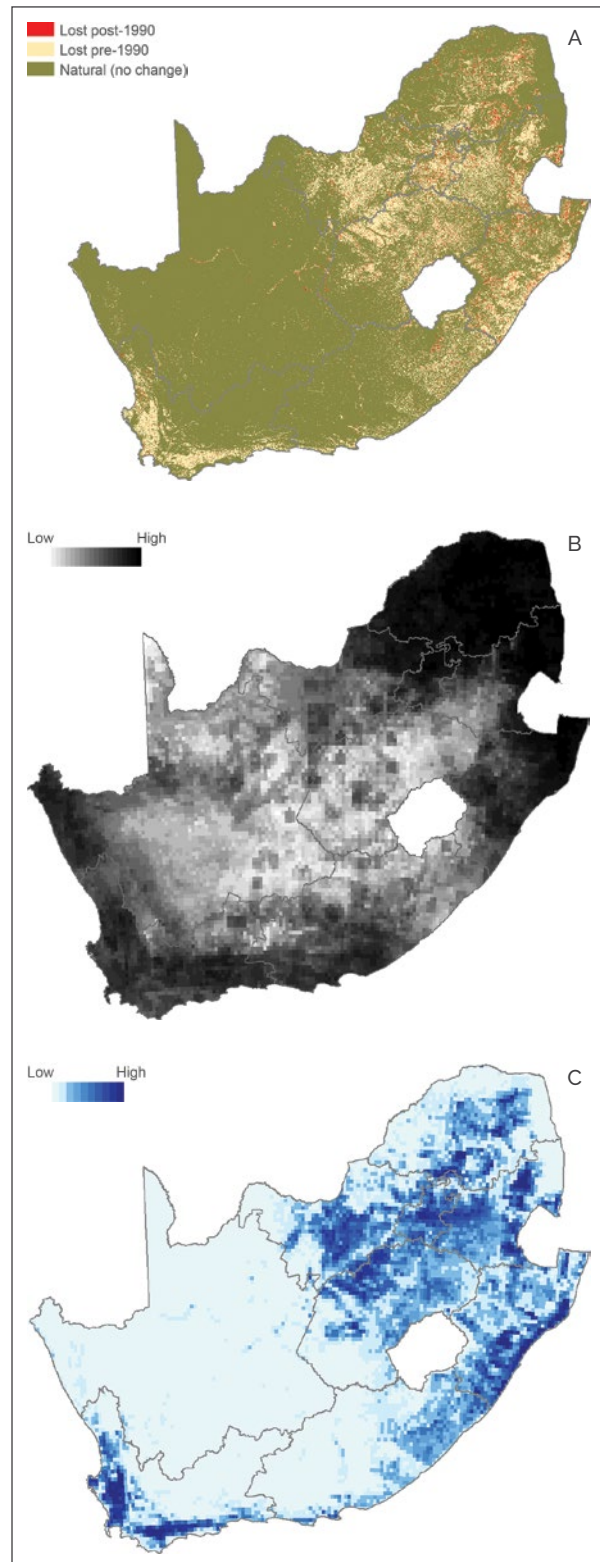 Lost post-1990
A
Lost pre-1990
Natural (no change)
Low High
B
Low High
C